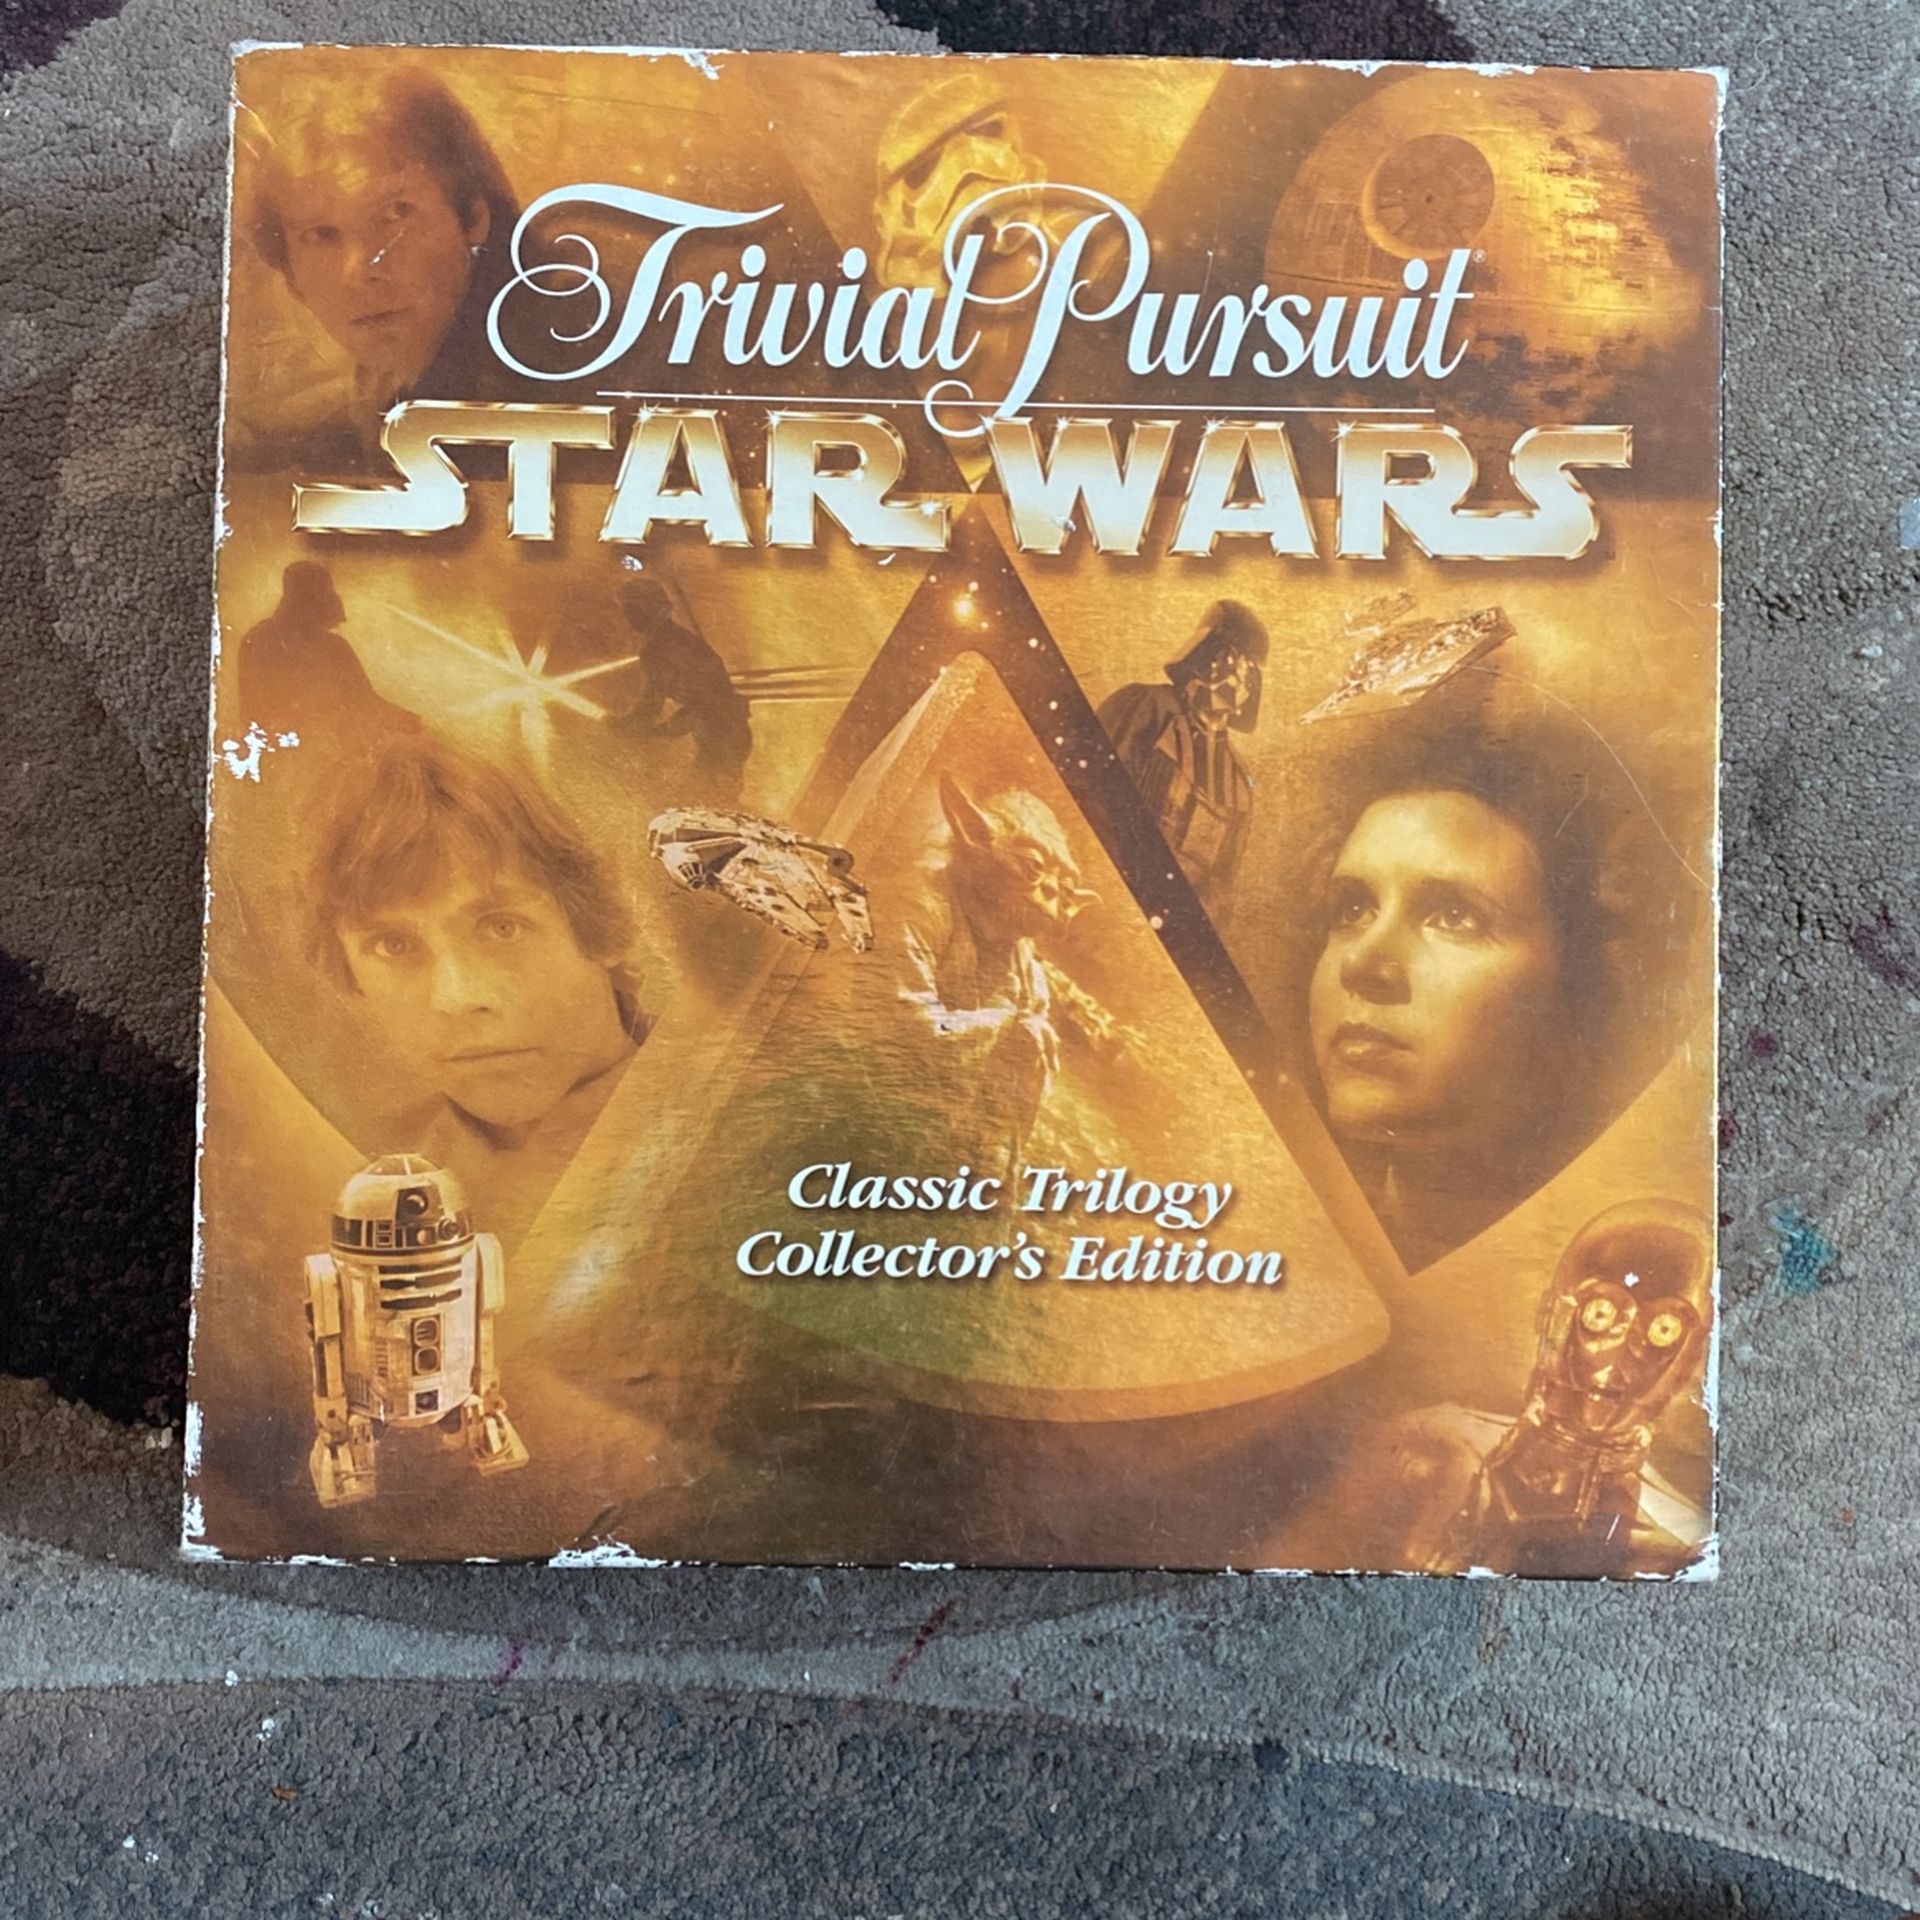 Trivial Pursuit®
STAR WARS
Classic Trilogy
Collector's Edition